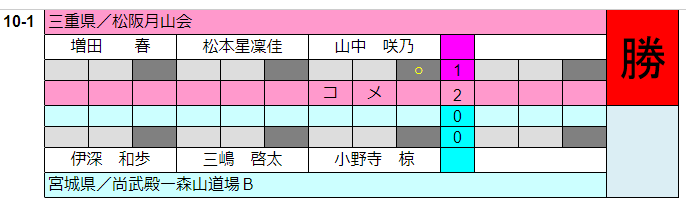 10-1 三重県／松阪月山会
増田　春 松本星凜佳 山中　咲乃
勝
○ 1
コ メ 2
0
0
伊深　和歩 三嶋　啓太 小野寺　椋
宮城県／尚武殿一森山道場Ｂ